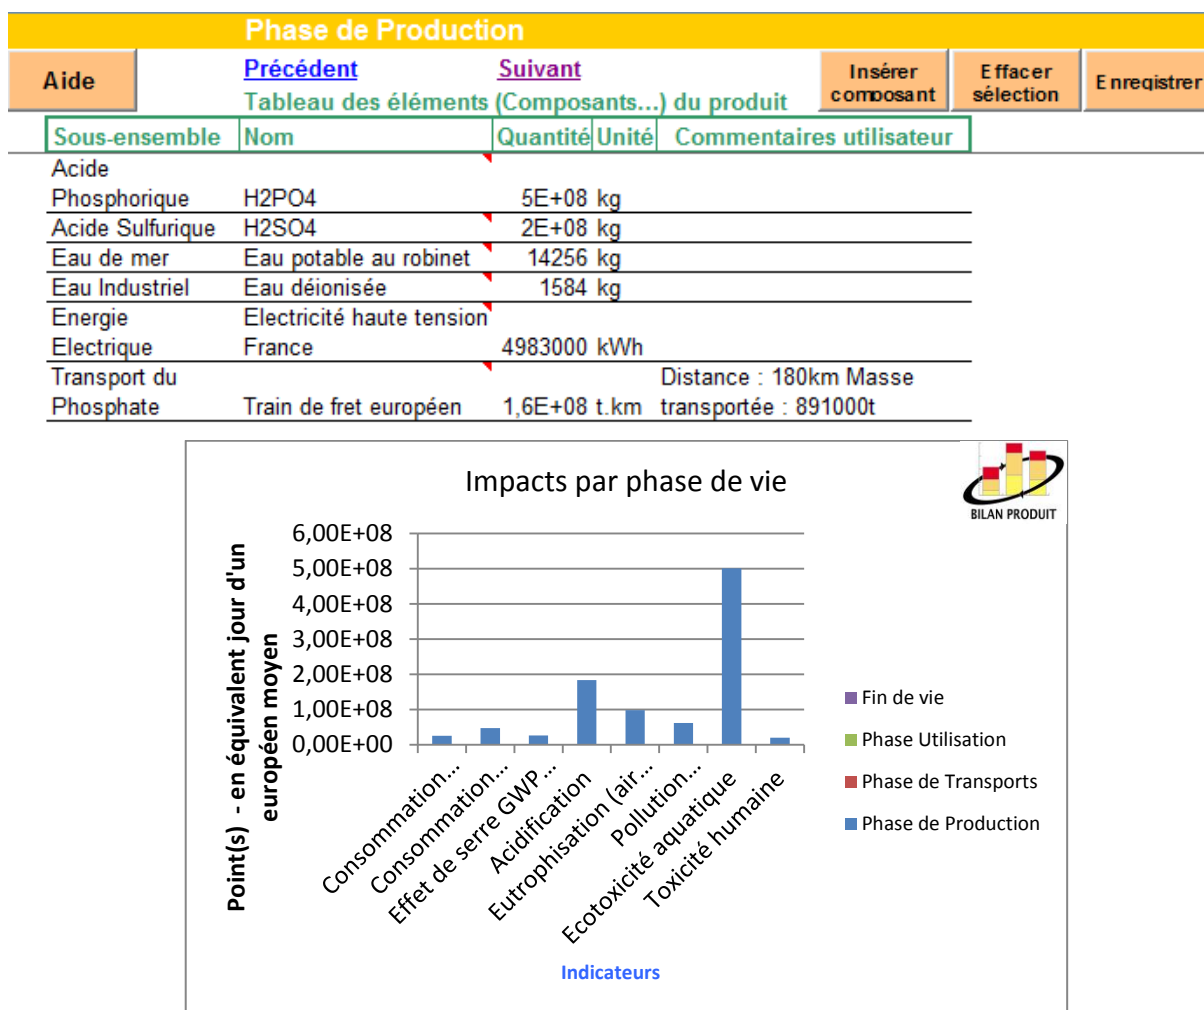 Phase de Production
Aide
Précédent Suivant
Insérer composant
Effacer sélection
Enregistrer
Tableau des éléments (Composants...) du produit
Sous-ensemble Nom Quantité Unité Commentaires utilisateur
Acide
Phosphorique H2PO4 5E+08 kg
Acide Sulfurique H2SO4 2E+08 kg
Eau de mer Eau potable au robinet 14256 kg
Eau Industriel Eau déionisée 1584 kg
Energie Electricité haute tension
Electrique France 4983000 kWh
Transport du Distance : 180km Masse
Phosphate Train de fret européen 1,6E+08 t.km transportée : 891000t
Impacts par phase de vie
BILAN PRODUIT
Point(s) - en équivalent jour d'un
européen moyen
6,00E+08
5,00E+08
4,00E+08
3,00E+08
2,00E+08
1,00E+08
0,00E+00
Consommation...
Consommation...
Effet de serre GWP...
Acidification
Eutrophisation (air...
Pollution...
Ecotoxicité aquatique
Toxicité humaine
Indicateurs
Fin de vie
Phase Utilisation
Phase de Transports
Phase de Production